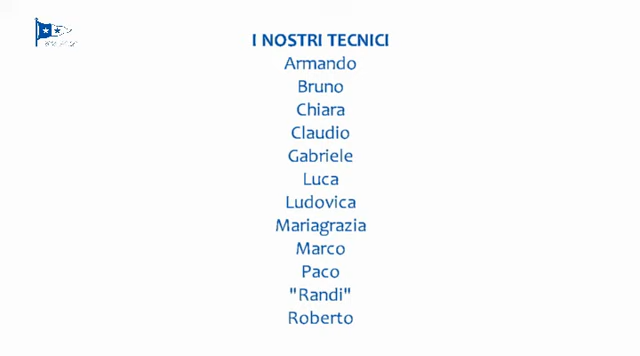 I NOSTRI TECNICI
Armando
Bruno
Chiara
Claudio
Gabriele
Luca
Ludovica
Mariagrazia
Marco
Paco
"Randi"
Roberto